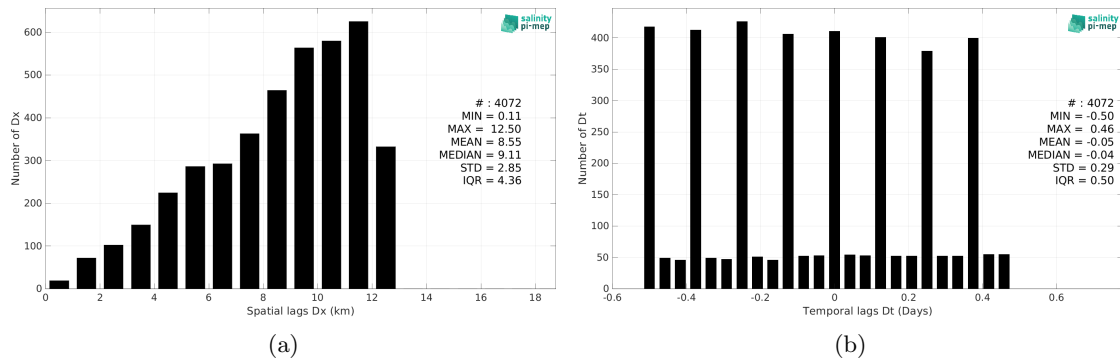 600
500
400
300
200
100
0
Number of Dx
0 2 4 6 8 10 12 14 16 18
Spatial lags Dx (km)
salinity
pi-mep
# : 4072
MIN = 0.11
MAX = 12.50
MEAN = 8.55
MEDIAN = 9.11
STD = 2.85
IQR = 4.36
(a)
400
350
300
250
200
150
100
50
0
Number of Dt
-0.6 -0.4 -0.2 0 0.2 0.4 0.6
Temporal lags Dt (Days)
salinity
pi-mep
# : 4072
MIN = -0.50
MAX = 0.46
MEAN = -0.05
MEDIAN = -0.04
STD = 0.29
IQR = 0.50
(b)